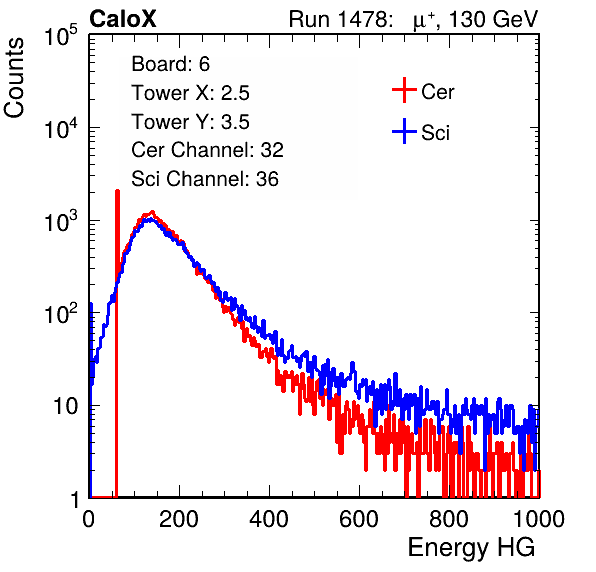 CaloX Run 1478: μ⁺, 130 GeV
Board: 6
Tower X: 2.5
Tower Y: 3.5
Cer Channel: 32
Sci Channel: 36
Cer
Sci
Counts
10⁵
10⁴
10³
10²
10
1
0 200 400 600 800 1000
Energy HG